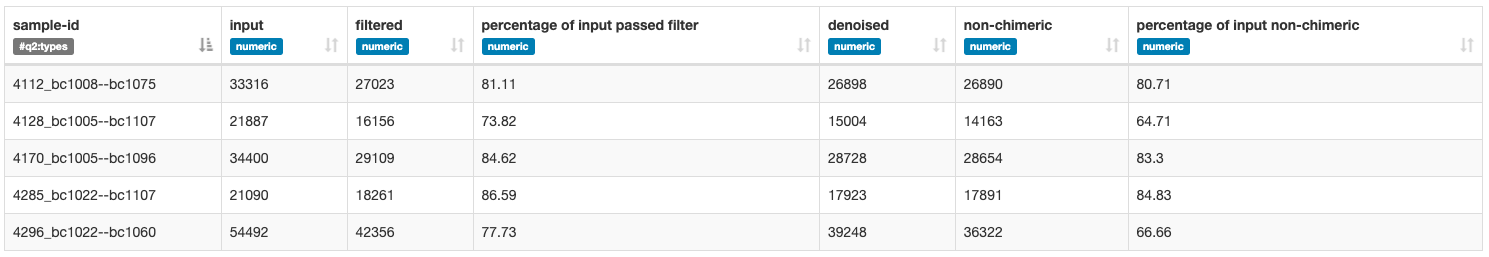 sample-id input filtered percentage of input passed filter denoised non-chimeric percentage of input non-chimeric
#q2:types numeric numeric numeric numeric numeric numeric
4112_bc1008--bc1075 33316 27023 81.11 26898 26890 80.71
4128_bc1005--bc1107 21887 16156 73.82 15004 14163 64.71
4170_bc1005--bc1096 34400 29109 84.62 28728 28654 83.3
4285_bc1022--bc1107 21090 18261 86.59 17923 17891 84.83
4296_bc1022--bc1060 54492 42356 77.73 39248 36322 66.66